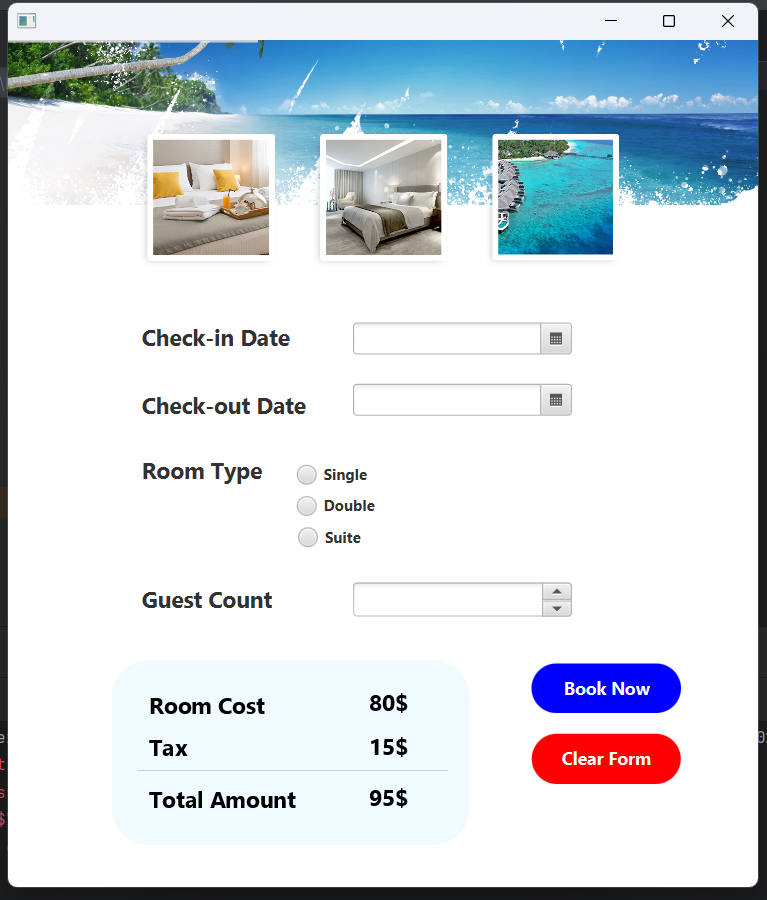 Check-in Date
Check-out Date
Room Type
Single
Double
Suite
Guest Count
Room Cost 80$
Tax 15$
Total Amount 95$
Book Now
Clear Form